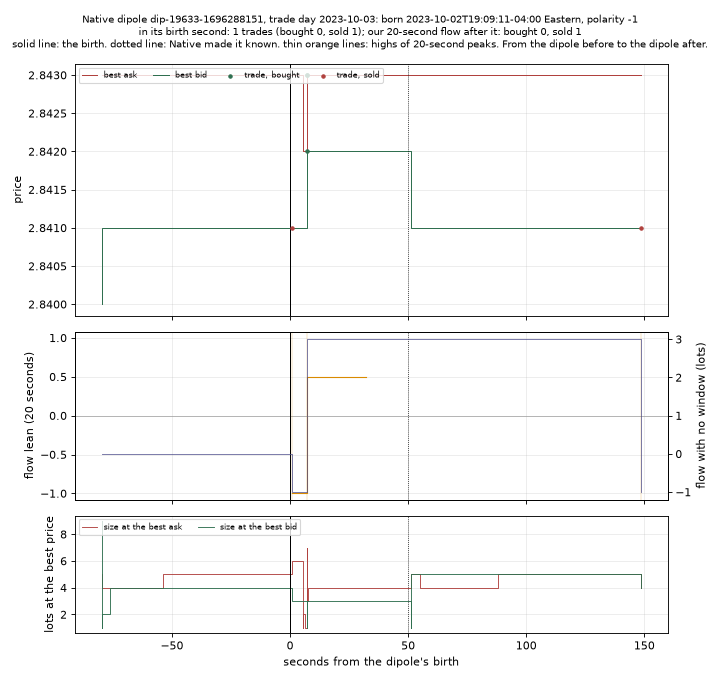 Native dipole dip-19633-1696288151, trade day 2023-10-03: born 2023-10-02T19:09:11-04:00 Eastern, polarity -1
in its birth second: 1 trades (bought 0, sold 1); our 20-second flow after it: bought 0, sold 1
solid line: the birth. dotted line: Native made it known. thin orange lines: highs of 20-second peaks. From the dipole before to the dipole after.
best ask best bid trade, bought trade, sold
2.8430
2.8425
2.8420
2.8415
2.8410
2.8405
2.8400
price
1.0
0.5
0.0
−0.5
−1.0
flow lean (20 seconds)
3
2
1
0
−1
flow with no window (lots)
size at the best ask size at the best bid
8
6
4
2
lots at the best price
−50 0 50 100 150
seconds from the dipole's birth